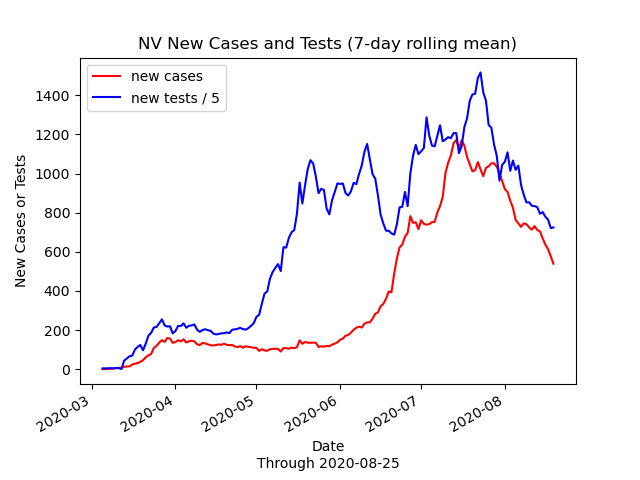 NV New Cases and Tests (7-day rolling mean)
new cases
new tests / 5
New Cases or Tests
1400
1200
1000
800
600
400
200
0
2020-03
2020-04
2020-05
2020-06
2020-07
2020-08
Date
Through 2020-08-25